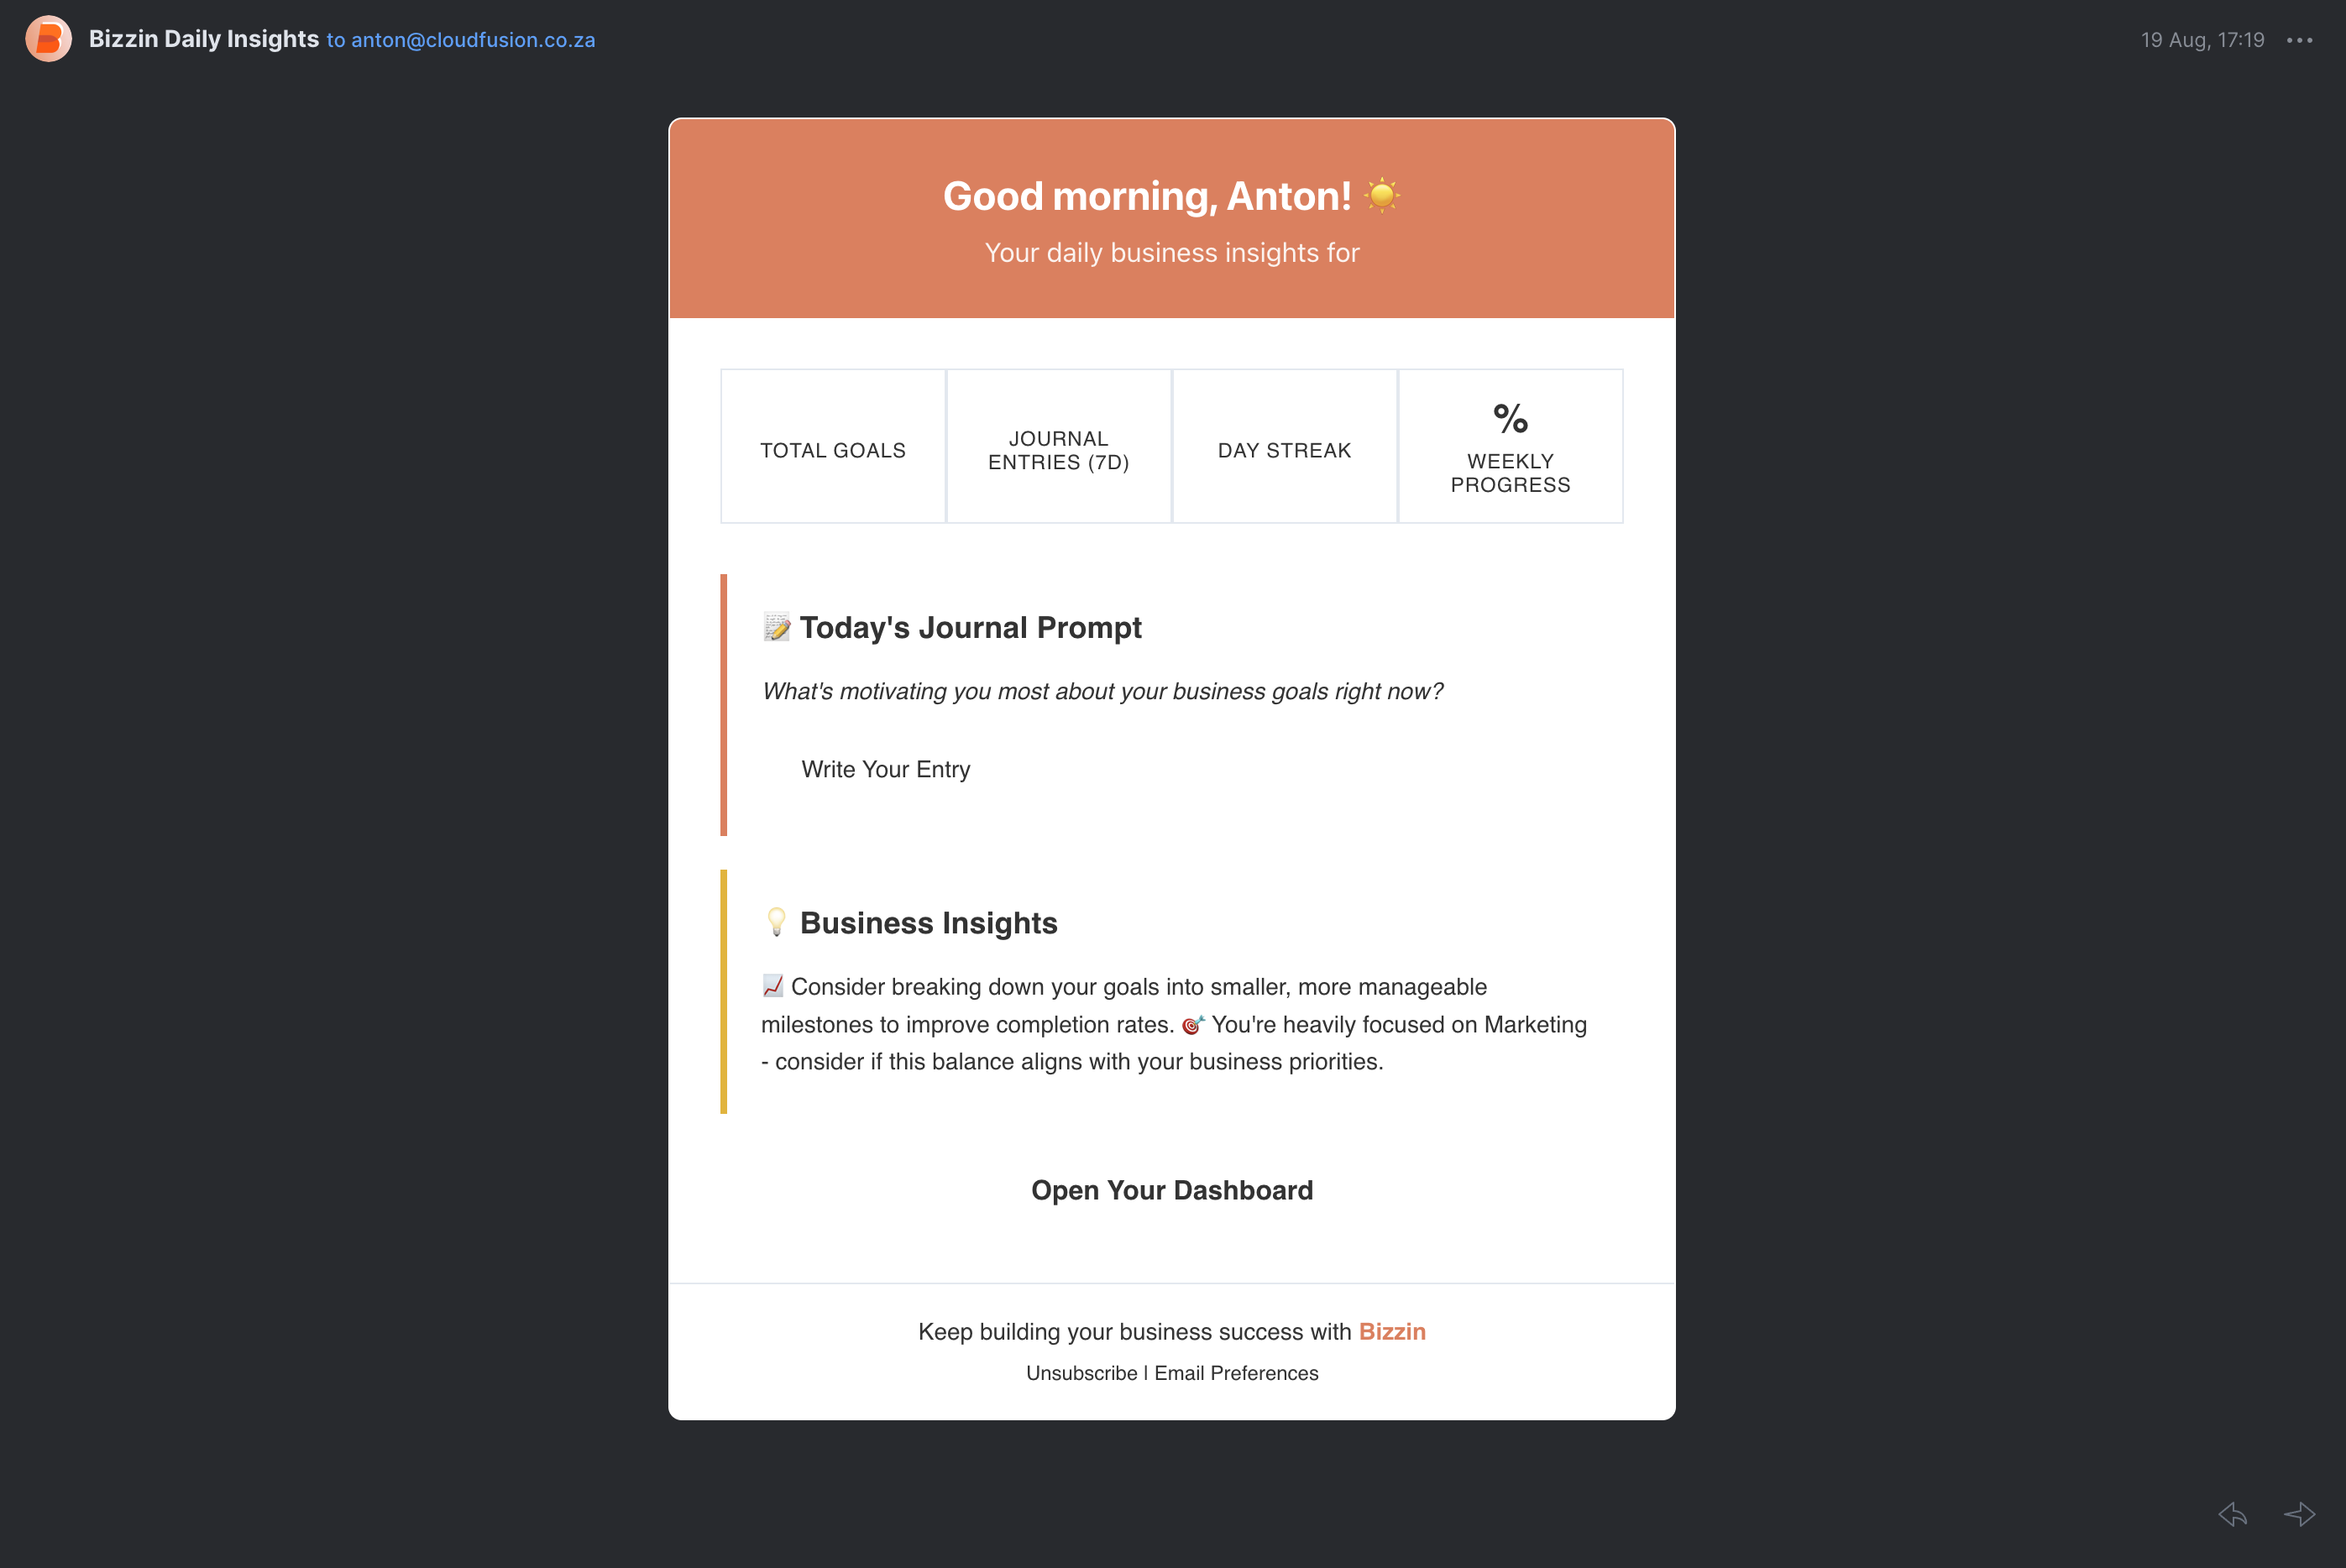 Bizzin Daily Insights to anton@cloudfusion.co.za
19 Aug, 17:19
Good morning, Anton! ☀️
Your daily business insights for
TOTAL GOALS
JOURNAL
ENTRIES (7D)
DAY STREAK
%
WEEKLY
PROGRESS
📝 Today's Journal Prompt
What's motivating you most about your business goals right now?
Write Your Entry
💡 Business Insights
📈 Consider breaking down your goals into smaller, more manageable
milestones to improve completion rates. 🎯 You're heavily focused on Marketing
- consider if this balance aligns with your business priorities.
Open Your Dashboard
Keep building your business success with Bizzin
Unsubscribe | Email Preferences